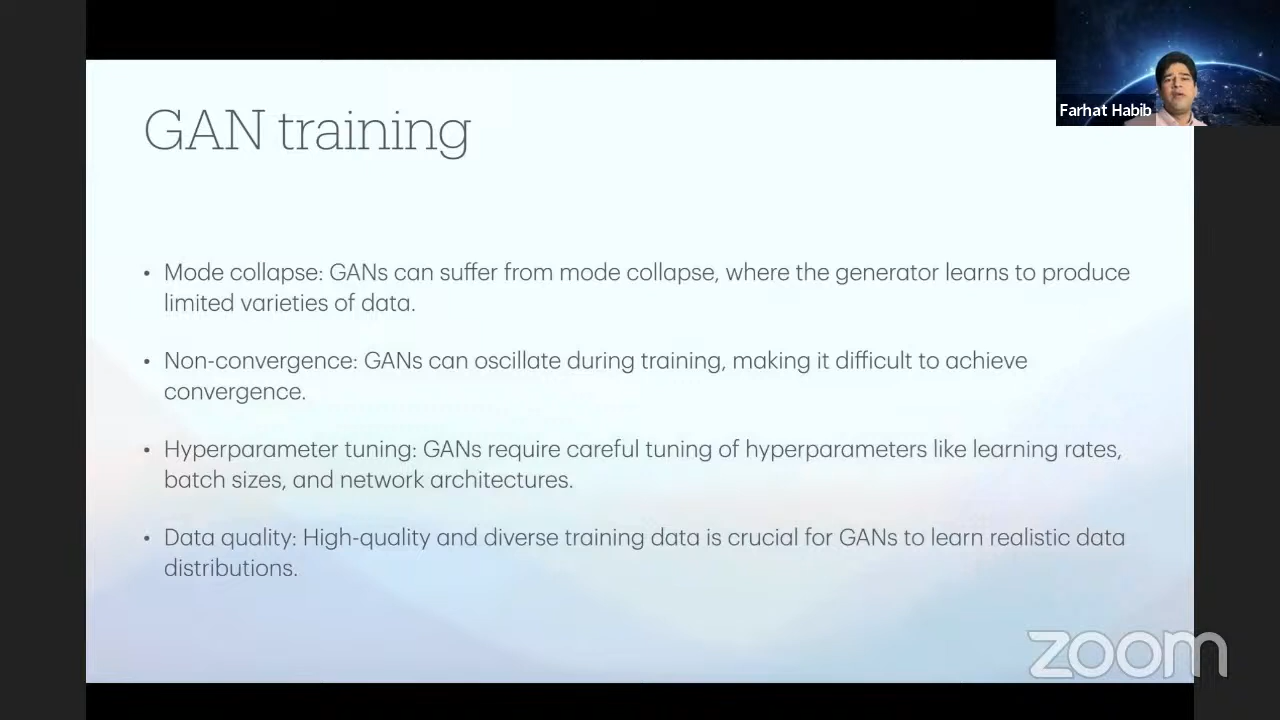 GAN training
Farhat Habib
• Mode collapse: GANs can suffer from mode collapse, where the generator learns to produce
limited varieties of data.
• Non-convergence: GANs can oscillate during training, making it difficult to achieve
convergence.
• Hyperparameter tuning: GANs require careful tuning of hyperparameters like learning rates,
batch sizes, and network architectures.
• Data quality: High-quality and diverse training data is crucial for GANs to learn realistic data
distributions.
zoom